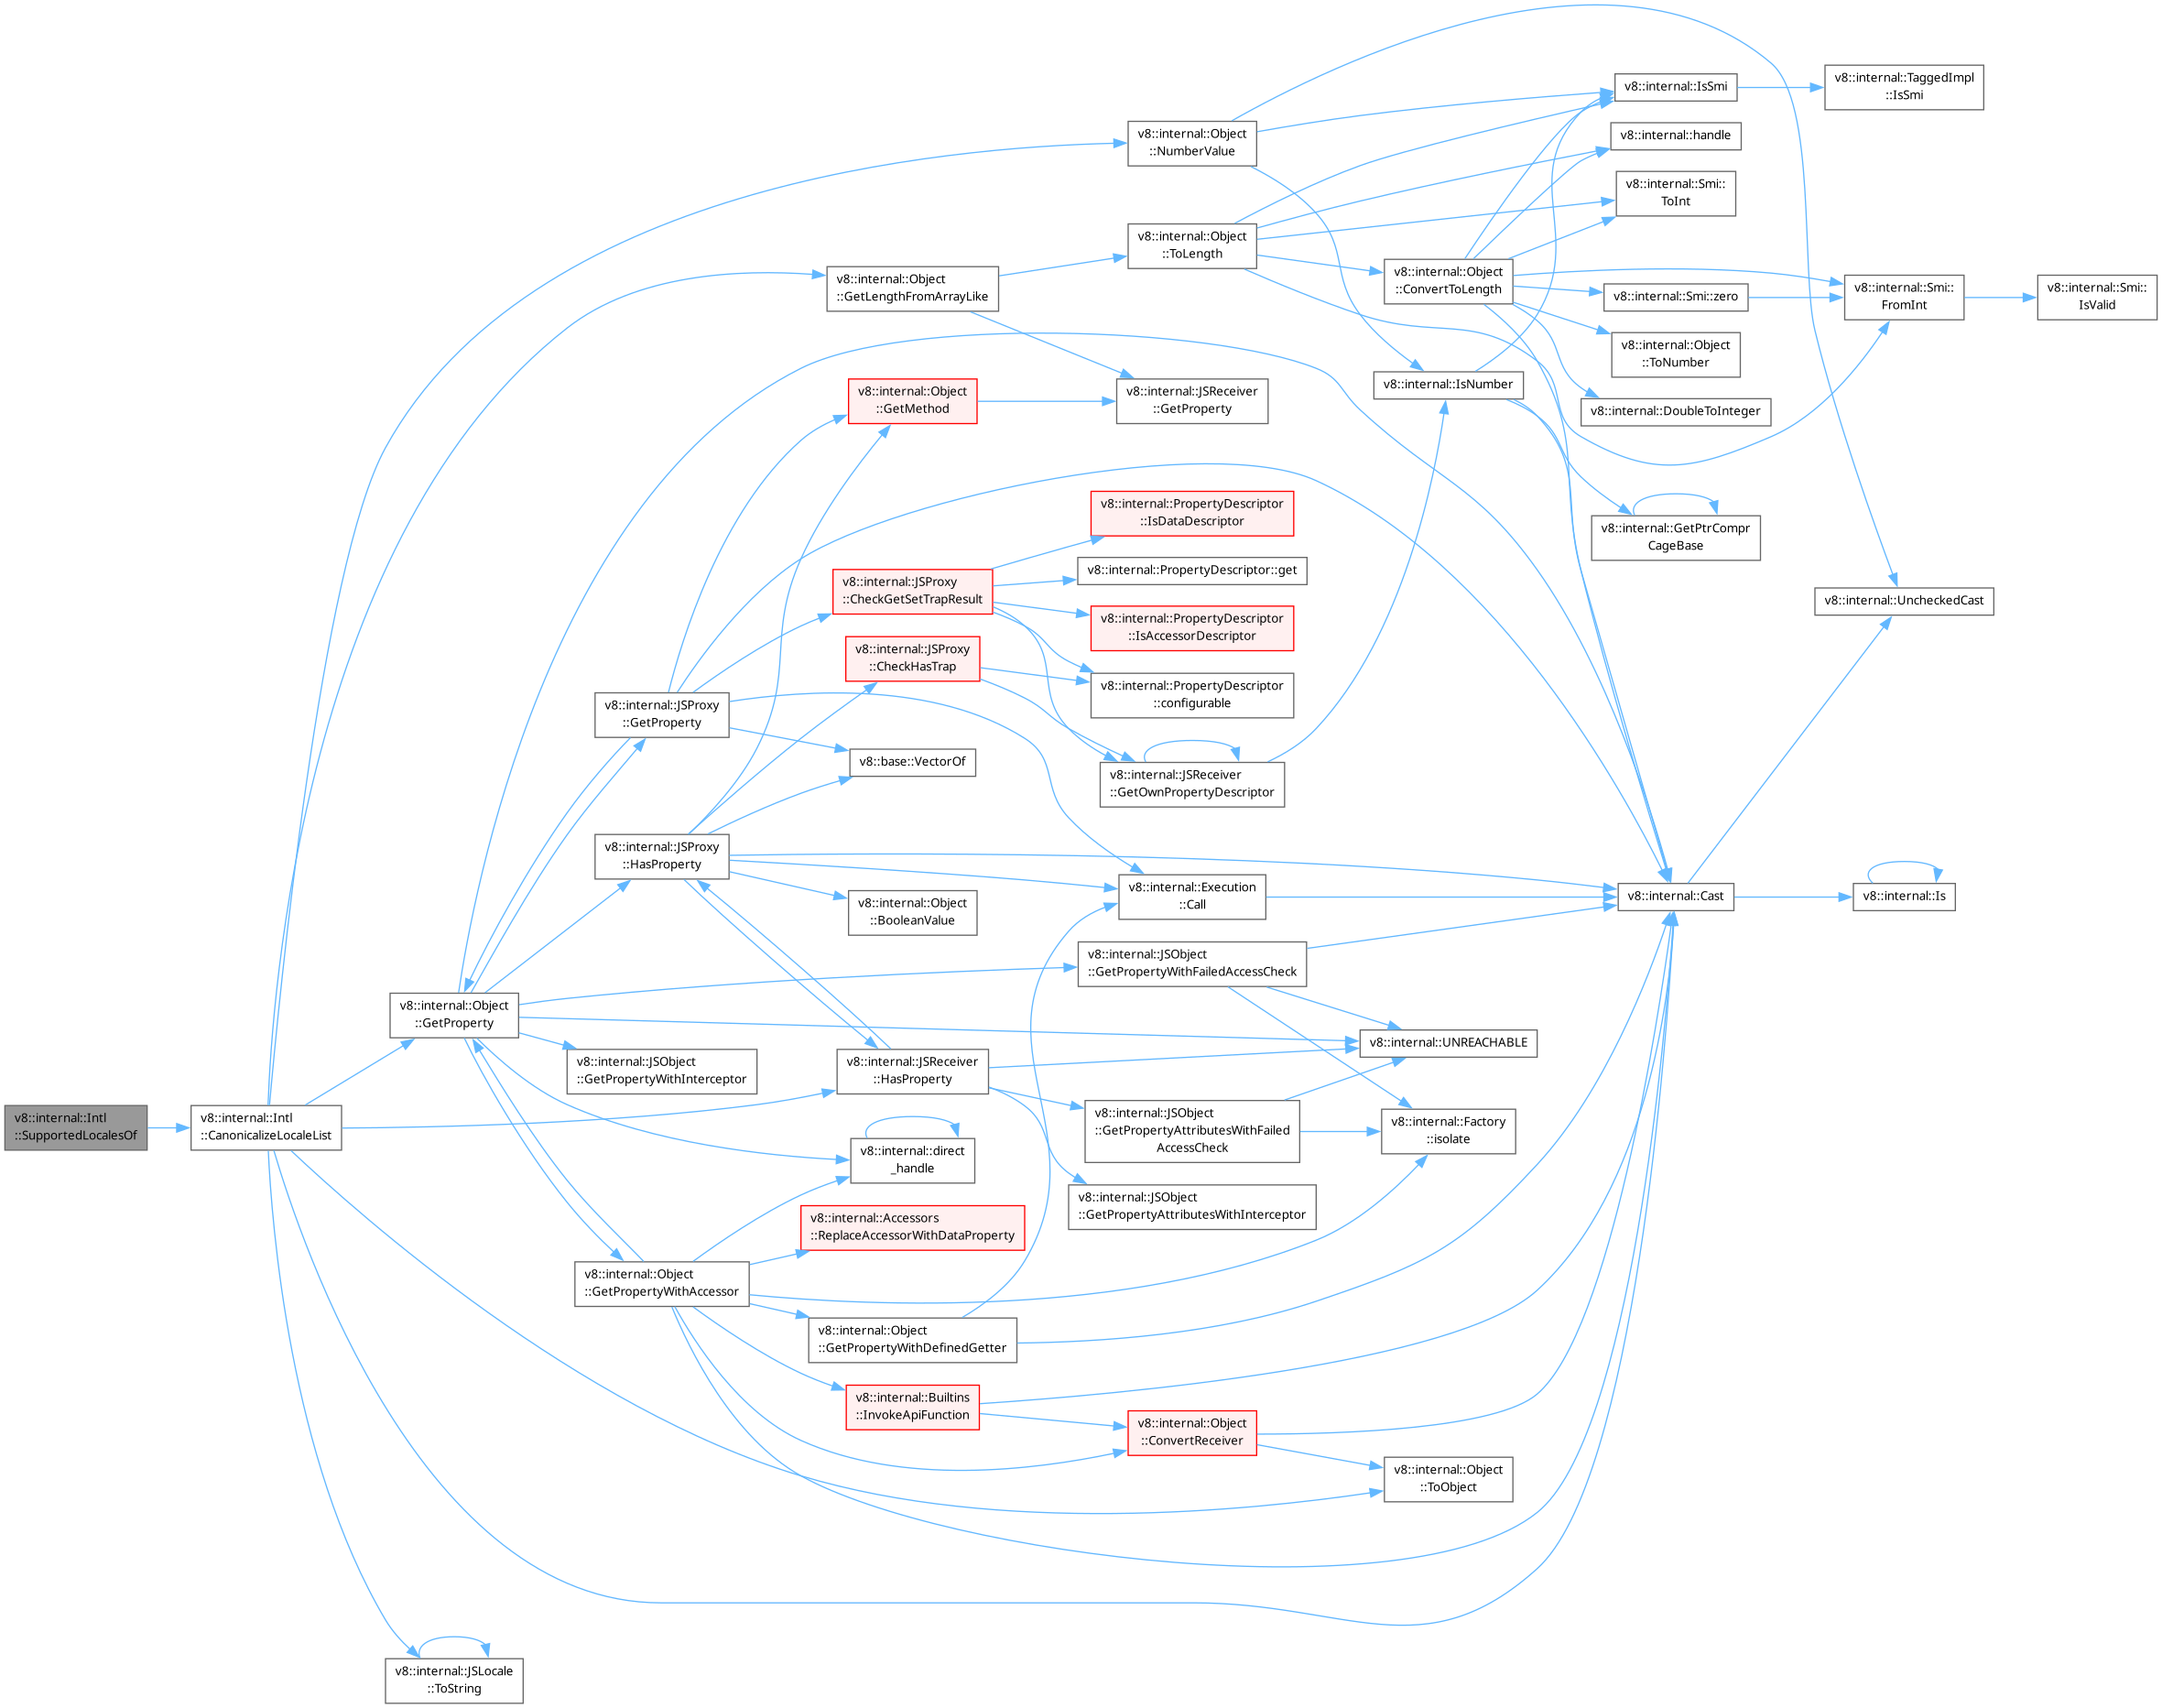 v8::internal::Intl
::SupportedLocalesOf
v8::internal::Intl
::CanonicalizeLocaleList
v8::internal::Object
::GetProperty
v8::internal::JSLocale
::ToString
v8::internal::JSProxy
::GetProperty
v8::internal::JSProxy
::HasProperty
v8::internal::JSObject
::GetPropertyWithInterceptor
v8::internal::Object
::GetPropertyWithAccessor
v8::internal::Object
::GetLengthFromArrayLike
v8::internal::Object
::GetMethod
v8::internal::JSProxy
::CheckGetSetTrapResult
v8::internal::JSProxy
::CheckHasTrap
v8::base::VectorOf
v8::internal::Object
::BooleanValue
v8::internal::JSReceiver
::HasProperty
v8::internal::direct
_handle
v8::internal::Accessors
::ReplaceAccessorWithDataProperty
v8::internal::Object
::GetPropertyWithDefinedGetter
v8::internal::Builtins
::InvokeApiFunction
v8::internal::Object
::NumberValue
v8::internal::Object
::ToLength
v8::internal::JSReceiver
::GetProperty
v8::internal::PropertyDescriptor
::IsDataDescriptor
v8::internal::PropertyDescriptor::get
v8::internal::PropertyDescriptor
::IsAccessorDescriptor
v8::internal::PropertyDescriptor
::configurable
v8::internal::JSReceiver
::GetOwnPropertyDescriptor
v8::internal::Execution
::Call
v8::internal::JSObject
::GetPropertyWithFailedAccessCheck
v8::internal::JSObject
::GetPropertyAttributesWithFailed
AccessCheck
v8::internal::JSObject
::GetPropertyAttributesWithInterceptor
v8::internal::Object
::ConvertReceiver
v8::internal::Object
::ConvertToLength
v8::internal::IsNumber
v8::internal::UNREACHABLE
v8::internal::Factory
::isolate
v8::internal::Object
::ToObject
v8::internal::IsSmi
v8::internal::handle
v8::internal::Smi::
ToInt
v8::internal::Smi::zero
v8::internal::Object
::ToNumber
v8::internal::DoubleToInteger
v8::internal::GetPtrCompr
CageBase
v8::internal::Cast
v8::internal::TaggedImpl
::IsSmi
v8::internal::Smi::
FromInt
v8::internal::UncheckedCast
v8::internal::Is
v8::internal::Smi::
IsValid